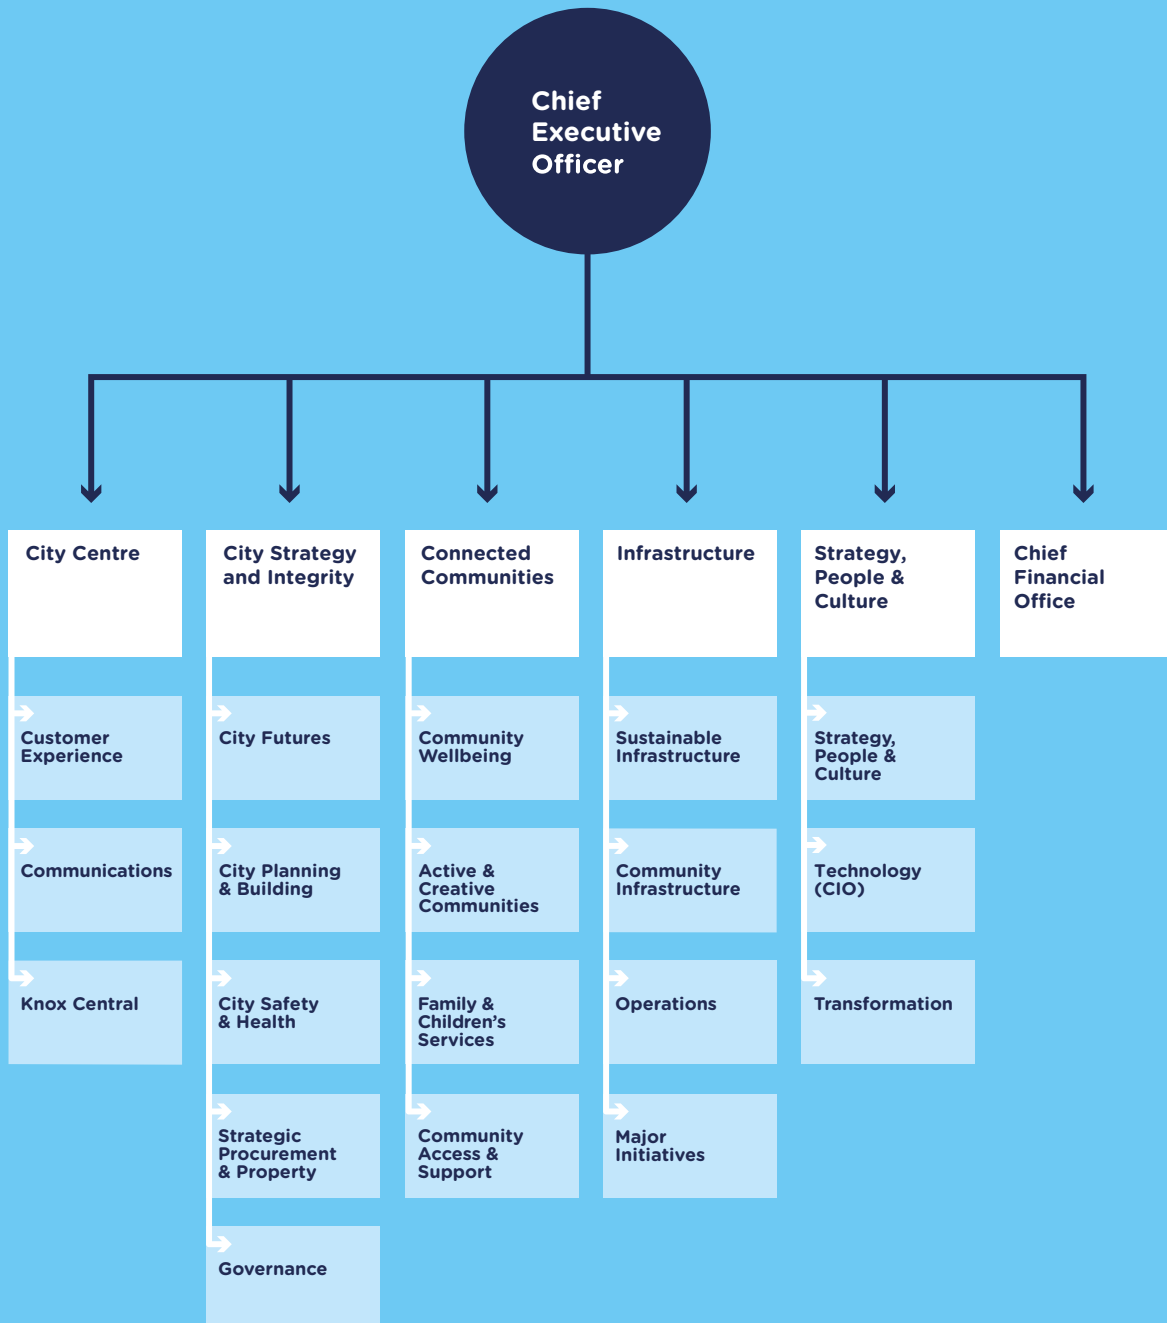 Chief
Executive
Officer
City Centre
City Strategy
and Integrity
Connected
Communities
Infrastructure
Strategy,
People &
Culture
Chief
Financial
Office
Customer
Experience
Communications
Knox Central
City Futures
City Planning
& Building
City Safety
& Health
Strategic
Procurement
& Property
Governance
Community
Wellbeing
Active &
Creative
Communities
Family &
Children’s
Services
Community
Access &
Support
Sustainable
Infrastructure
Community
Infrastructure
Operations
Major
Initiatives
Strategy,
People &
Culture
Technology
(CIO)
Transformation